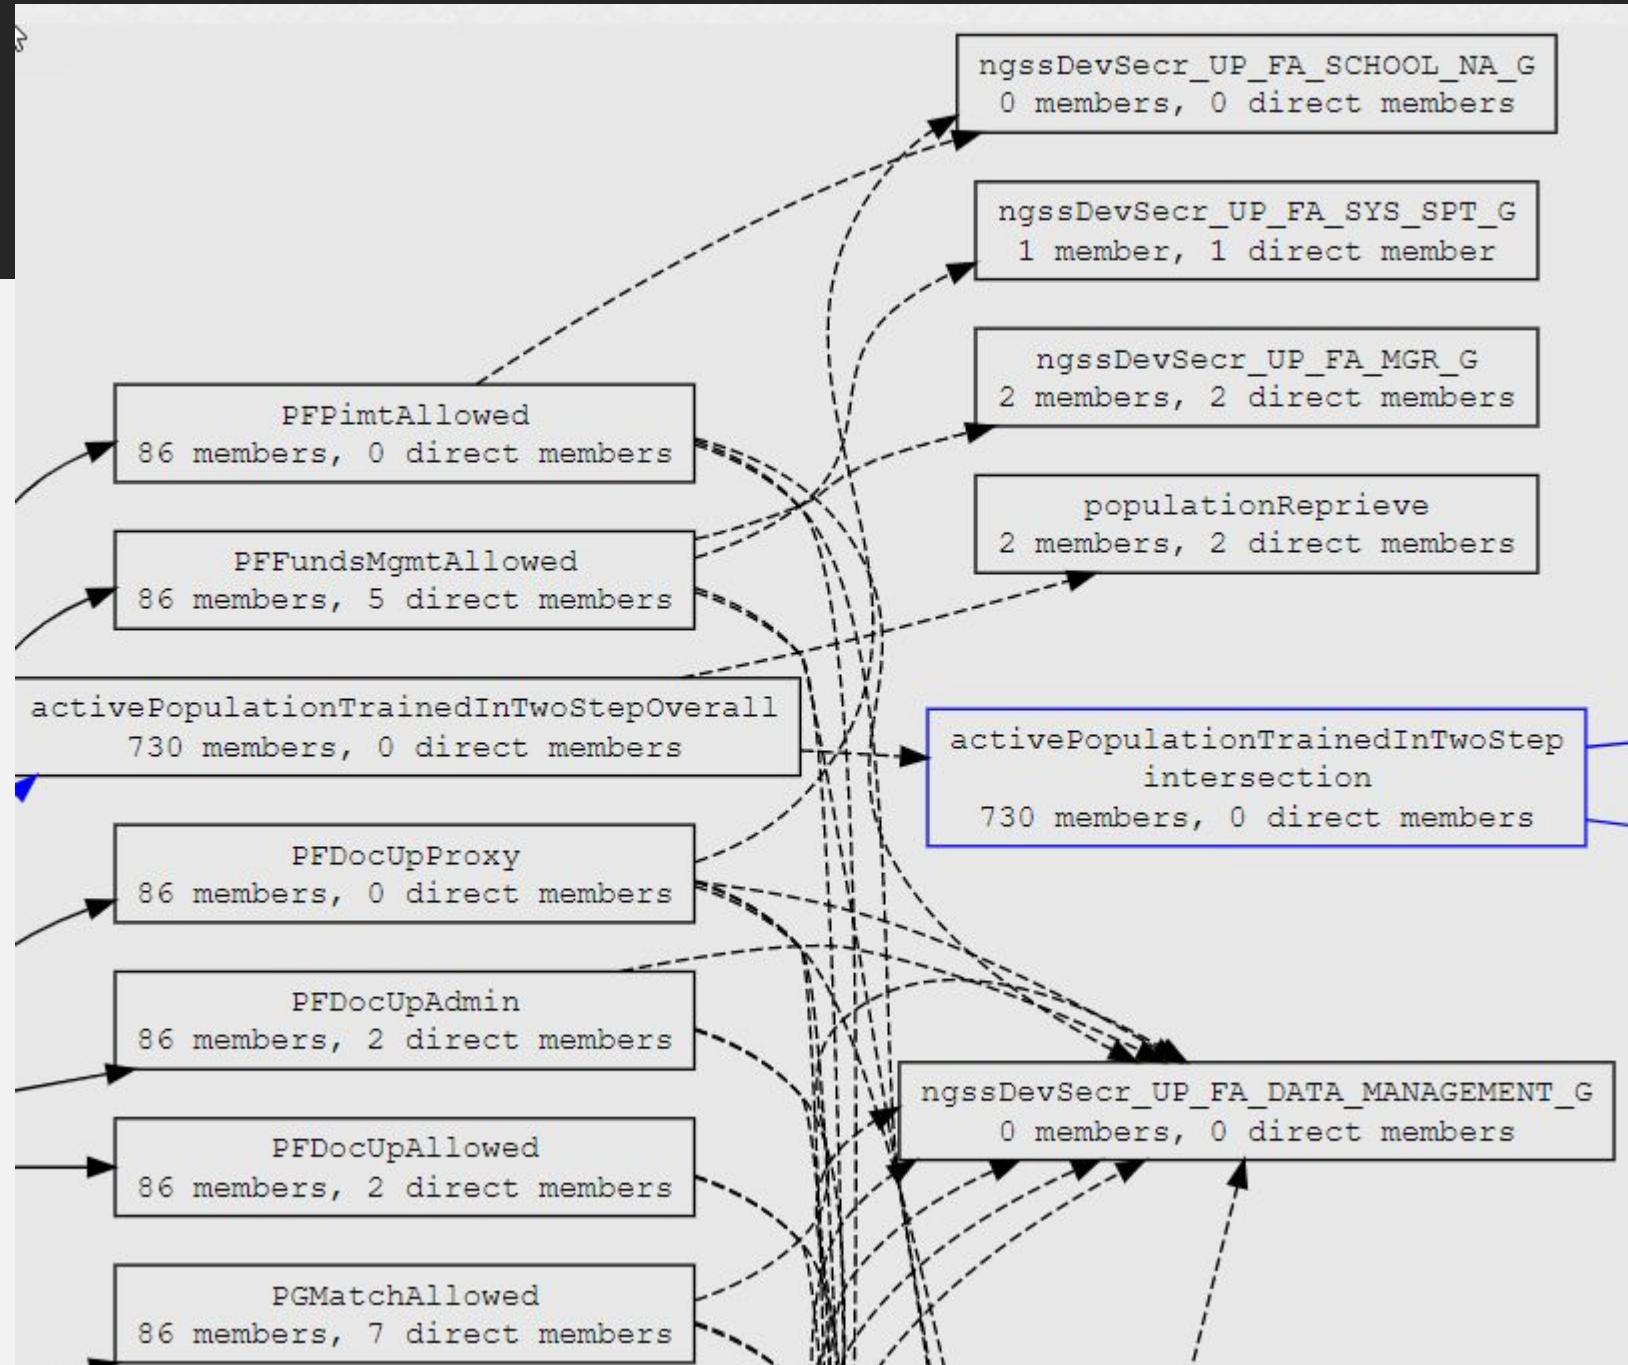 ngssDevSecr_UP_FA_SCHOOL_NA_G
0 members, 0 direct members
ngssDevSecr_UP_FA_SYS_SPT_G
1 member, 1 direct member
ngssDevSecr_UP_FA_MGR_G
2 members, 2 direct members
PFPimtAllowed
86 members, 0 direct members
populationReprieve
2 members, 2 direct members
PFFundsMgmtAllowed
86 members, 5 direct members
activePopulationTrainedInTwoStepOverall
730 members, 0 direct members
activePopulationTrainedInTwoStep
intersection
730 members, 0 direct members
PFDocUpProxy
86 members, 0 direct members
PFDocUpAdmin
86 members, 2 direct members
ngssDevSecr_UP_FA_DATA_MANAGEMENT_G
0 members, 0 direct members
PFDocUpAllowed
86 members, 2 direct members
PGMatchAllowed
86 members, 7 direct members